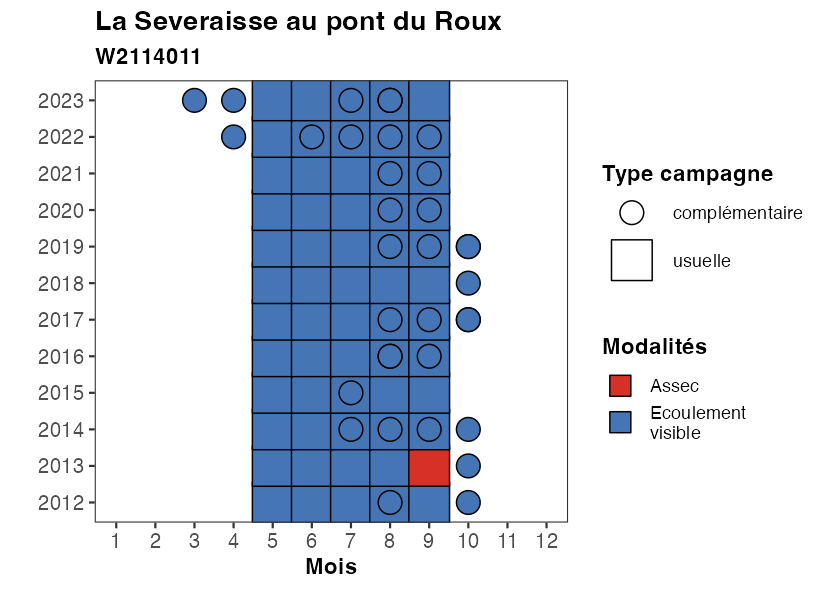 La Severaisse au pont du Roux
W2114011
2023
2022
2021
2020
2019
2018
2017
2016
2015
2014
2013
2012
1 2 3 4 5 6 7 8 9 10 11 12
Mois
Type campagne
complémentaire
usuelle
Modalités
Assec
Ecoulement
visible